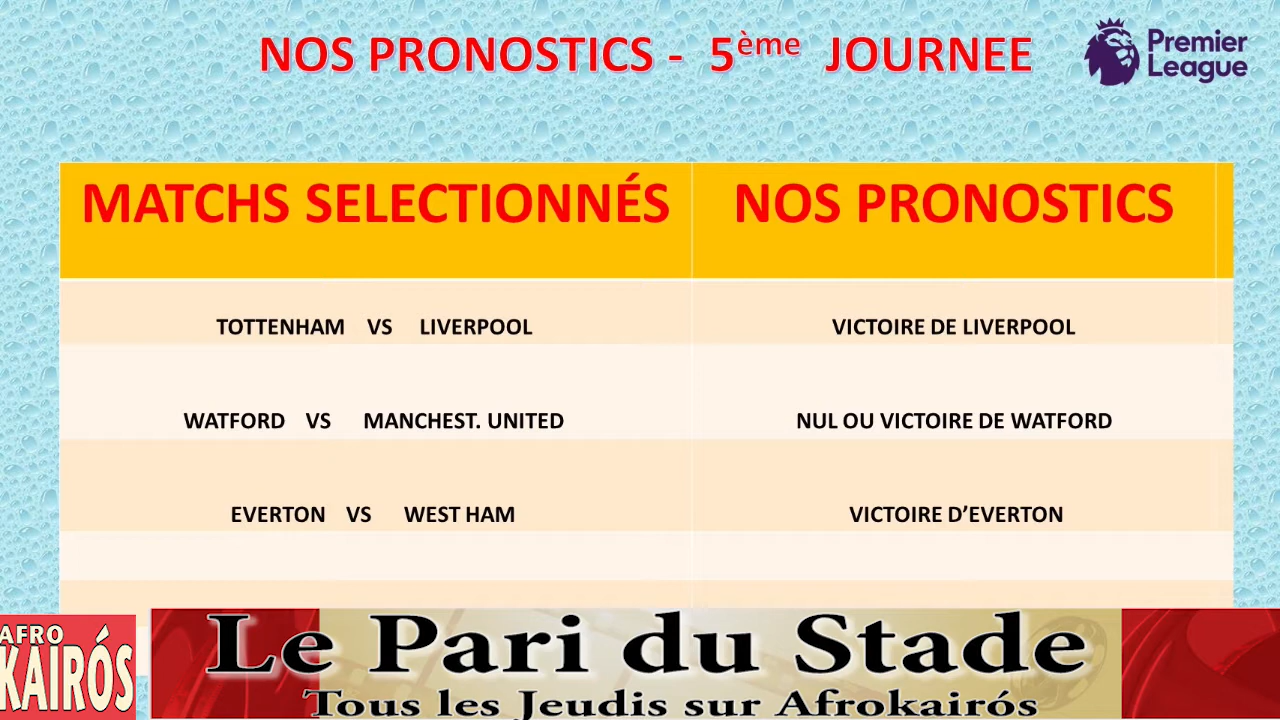 NOS PRONOSTICS - 5ème JOURNEE
Premier
League
MATCHS SELECTIONNÉS NOS PRONOSTICS
TOTTENHAM VS LIVERPOOL VICTOIRE DE LIVERPOOL
WATFORD VS MANCHEST. UNITED NUL OU VICTOIRE DE WATFORD
EVERTON VS WEST HAM VICTOIRE D’EVERTON
AFRO
KAIRÓS
Le Pari du Stade
Tous les Jeudis sur Afrokairós